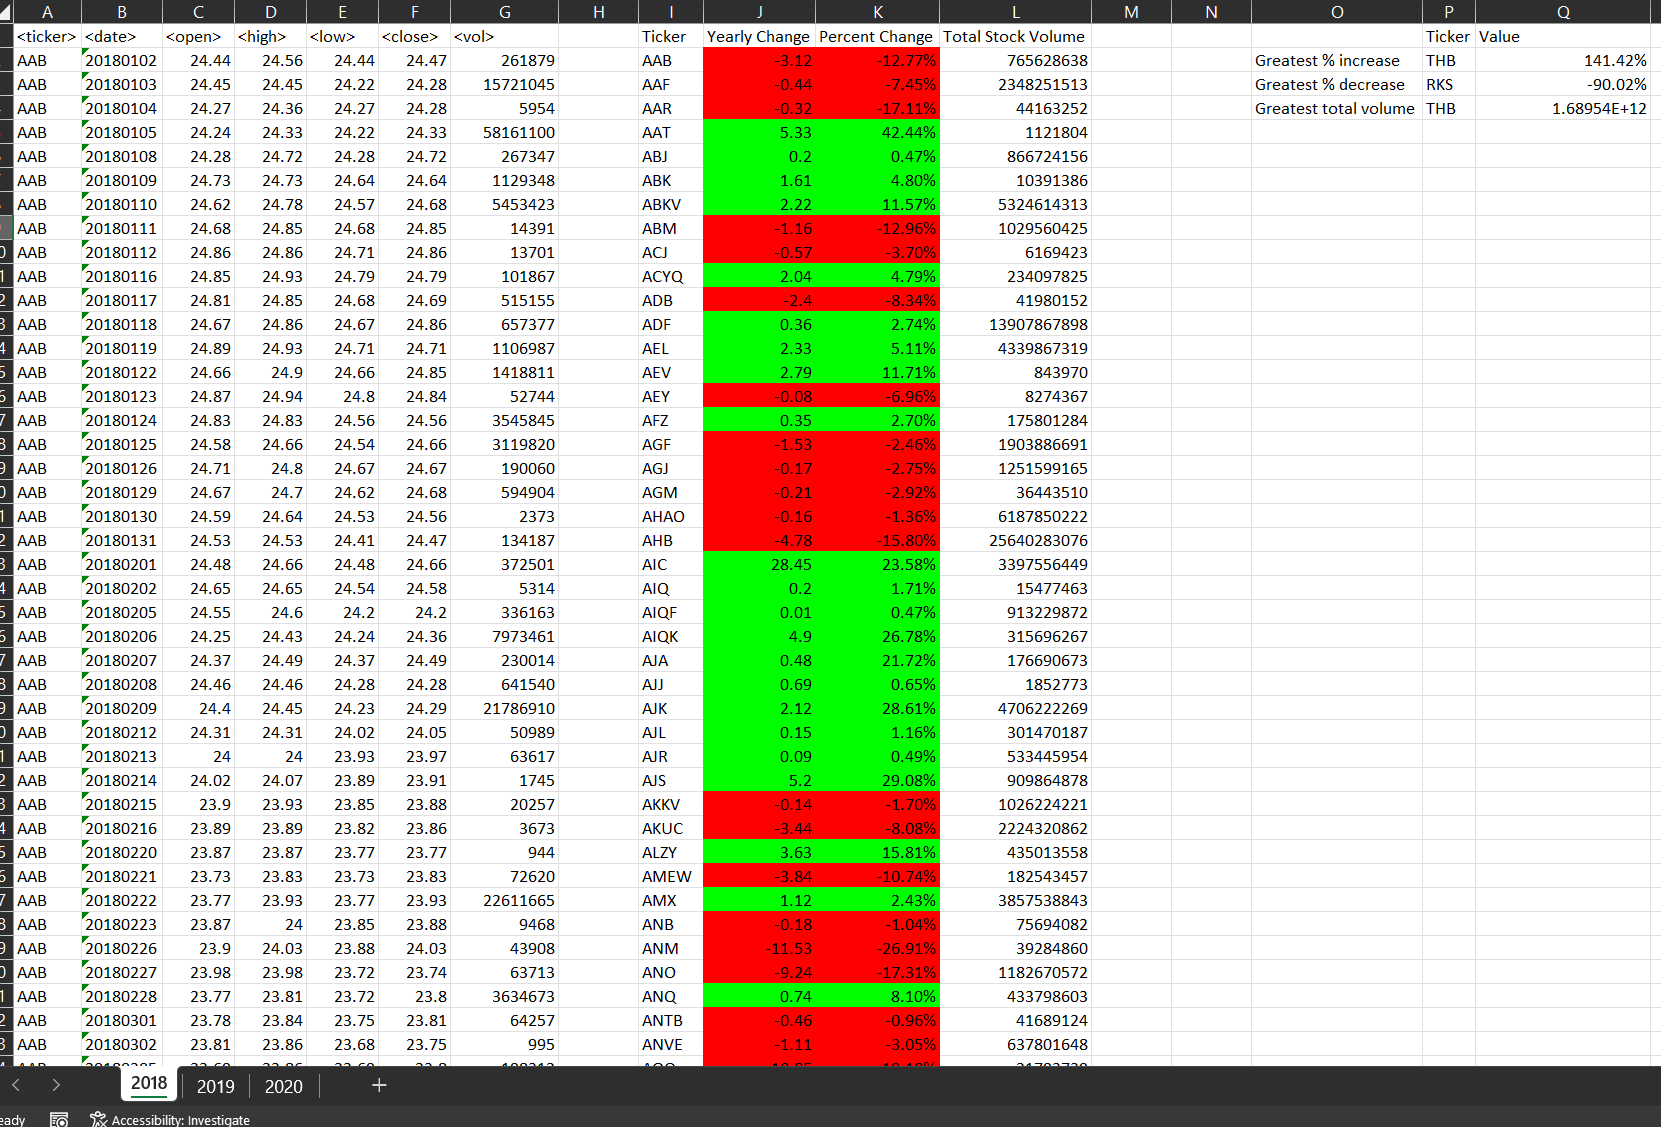 A B C D E F G H I J K L M N O P Q
<ticker> <date> <open> <high> <low> <close> <vol> Ticker Yearly Change Percent Change Total Stock Volume Ticker Value
AAB 20180102 24.44 24.56 24.44 24.47 261879 AAB -3.12 -12.77% 765628638 Greatest % increase THB 141.42%
AAB 20180103 24.45 24.45 24.22 24.28 15721045 AAF -0.44 -7.45% 2348251513 Greatest % decrease RKS -90.02%
AAB 20180104 24.27 24.36 24.27 24.28 5954 AAR -0.32 -17.11% 44163252 Greatest total volume THB 1.68954E+12
AAB 20180105 24.24 24.33 24.22 24.33 58161100 AAT 5.33 42.44% 1121804
AAB 20180108 24.28 24.72 24.28 24.72 267347 ABJ 0.2 0.47% 866724156
AAB 20180109 24.73 24.73 24.64 24.64 1129348 ABK 1.61 4.80% 10391386
AAB 20180110 24.62 24.78 24.57 24.68 5453423 ABKV 2.22 11.57% 5324614313
AAB 20180111 24.68 24.85 24.68 24.85 14391 ABM -1.16 -12.96% 1029560425
AAB 20180112 24.86 24.86 24.71 24.86 13701 ACJ -0.57 -3.70% 6169423
AAB 20180116 24.85 24.93 24.79 24.79 101867 ACYQ 2.04 4.79% 234097825
AAB 20180117 24.81 24.85 24.68 24.69 515155 ADB -2.4 -8.34% 41980152
AAB 20180118 24.67 24.86 24.67 24.86 657377 ADF 0.36 2.74% 13907867898
AAB 20180119 24.89 24.93 24.71 24.71 1106987 AEL 2.33 5.11% 4339867319
AAB 20180122 24.66 24.9 24.66 24.85 1418811 AEV 2.79 11.71% 843970
AAB 20180123 24.87 24.94 24.8 24.84 52744 AEY -0.08 -6.96% 8274367
AAB 20180124 24.83 24.83 24.56 24.56 3545845 AFZ 0.35 2.70% 175801284
AAB 20180125 24.58 24.66 24.54 24.66 3119820 AGF -1.53 -2.46% 1903886691
AAB 20180126 24.71 24.8 24.67 24.67 190060 AGJ -0.17 -2.75% 1251599165
AAB 20180129 24.67 24.7 24.62 24.68 594904 AGM -0.21 -2.92% 36443510
AAB 20180130 24.59 24.64 24.53 24.56 2373 AHAO -0.16 -1.36% 6187850222
AAB 20180131 24.53 24.53 24.41 24.47 134187 AHB -4.78 -15.80% 25640283076
AAB 20180201 24.48 24.66 24.48 24.66 372501 AIC 28.45 23.58% 3397556449
AAB 20180202 24.65 24.65 24.54 24.58 5314 AIQ 0.2 1.71% 15477463
AAB 20180205 24.55 24.6 24.2 24.2 336163 AIQF 0.01 0.47% 913229872
AAB 20180206 24.25 24.43 24.24 24.36 7973461 AIQK 4.9 26.78% 315696267
AAB 20180207 24.37 24.49 24.37 24.49 230014 AJA 0.48 21.72% 176690673
AAB 20180208 24.46 24.46 24.28 24.28 641540 AJJ 0.69 0.65% 1852773
AAB 20180209 24.4 24.45 24.23 24.29 21786910 AJK 2.12 28.61% 4706222269
AAB 20180212 24.31 24.31 24.02 24.05 50989 AJL 0.15 1.16% 301470187
AAB 20180213 24 24 23.93 23.97 63617 AJR 0.09 0.49% 533445954
AAB 20180214 24.02 24.07 23.89 23.91 1745 AJS 5.2 29.08% 909864878
AAB 20180215 23.9 23.93 23.85 23.88 20257 AKKV -0.14 -1.70% 1026224221
AAB 20180216 23.89 23.89 23.82 23.86 3673 AKUC -3.44 -8.08% 2224320862
AAB 20180220 23.87 23.87 23.77 23.77 944 ALZY 3.63 15.81% 435013558
AAB 20180221 23.73 23.83 23.73 23.83 72620 AMEW -3.84 -10.74% 182543457
AAB 20180222 23.77 23.93 23.77 23.93 22611665 AMX 1.12 2.43% 3857538843
AAB 20180223 23.87 24 23.85 23.88 9468 ANB -0.18 -1.04% 75694082
AAB 20180226 23.9 24.03 23.88 24.03 43908 ANM -11.53 -26.91% 39284860
AAB 20180227 23.98 23.98 23.72 23.74 63713 ANO -9.24 -17.31% 1182670572
AAB 20180228 23.77 23.81 23.72 23.8 3634673 ANQ 0.74 8.10% 433798603
AAB 20180301 23.78 23.84 23.75 23.81 64257 ANTB -0.46 -0.96% 41689124
AAB 20180302 23.81 23.86 23.68 23.75 995 ANVE -1.11 -3.05% 637801648
2018 2019 2020 +
Accessibility: Investigate